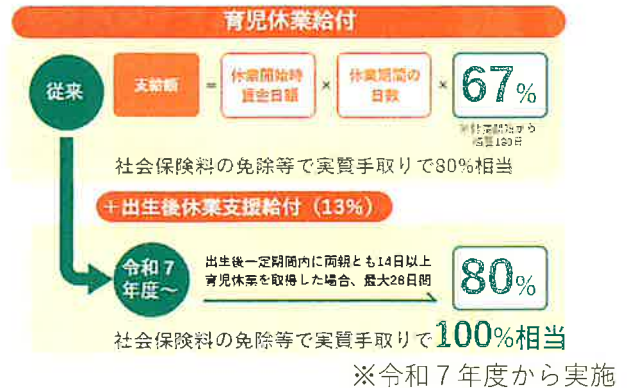 育児休業給付
従来
支給額 = 休業開始時賃金日額 × 休業期間の日数 × 67%
※休業開始から
通算180日
社会保険料の免除等で実質手取りで80%相当
+出生後休業支援給付(13%)
令和7年度~
出生後一定期間内に両親とも14日以上
育児休業を取得した場合、最大28日間
80%
社会保険料の免除等で実質手取りで100%相当
※令和7年度から実施